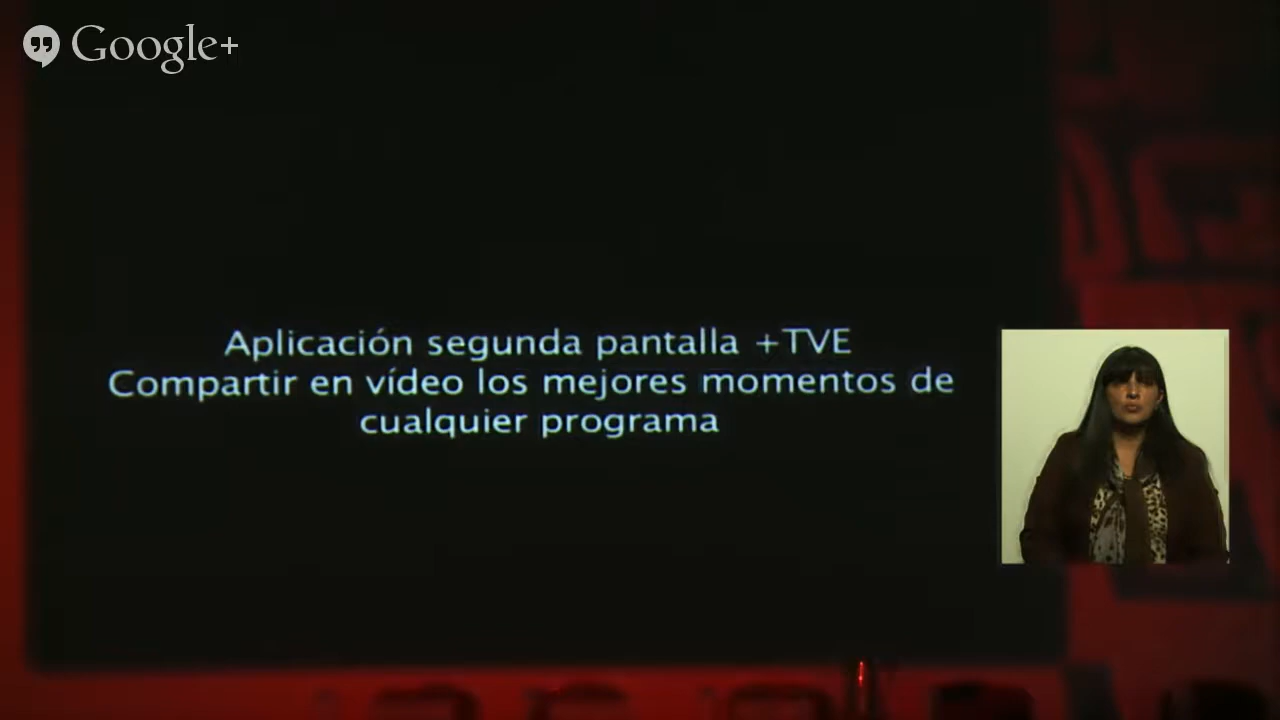 Google+
Aplicación segunda pantalla +TVE
Compartir en vídeo los mejores momentos de
cualquier programa